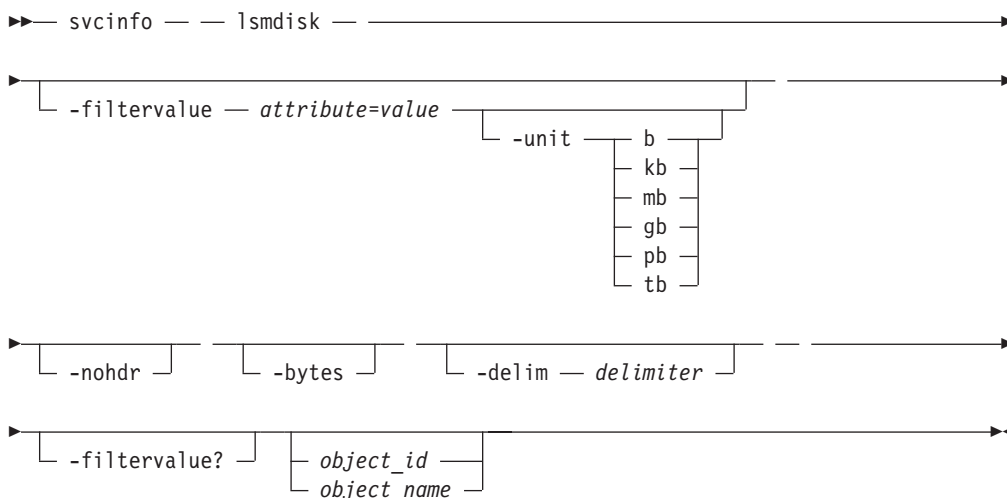 svcinfo lsmdisk
-filtervalue attribute=value
-unit b
kb
mb
gb
pb
tb
-nohdr -bytes -delim delimiter
-filtervalue? object_id
object_name